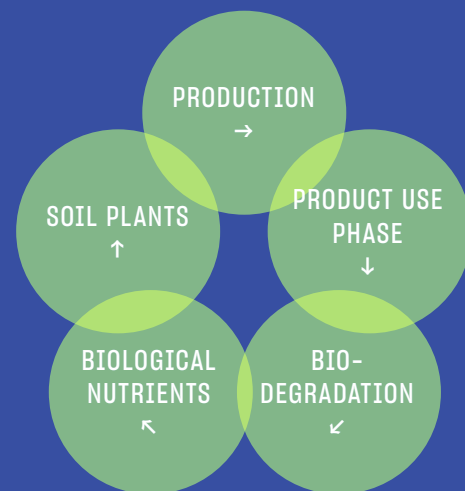 PRODUCTION
→
PRODUCT USE
PHASE
↓
BIO-
DEGRADATION
↙
BIOLOGICAL
NUTRIENTS
↖
SOIL PLANTS
↑